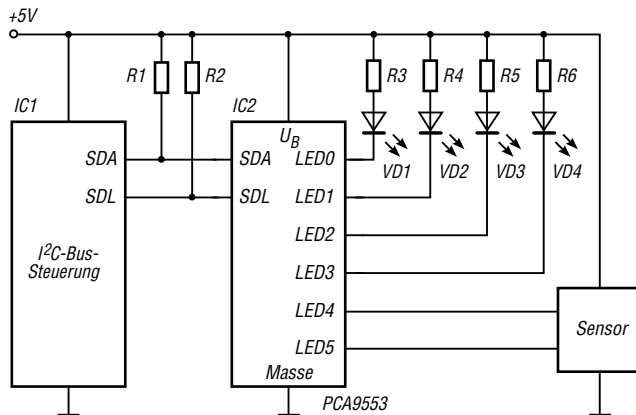 +5V
R1
R2
R3
R4
R5
R6
IC1
IC2
U_B
VD1
VD2
VD3
VD4
SDA
SDL
I²C-Bus-
Steuerung
SDA
SDL
LED0
LED1
LED2
LED3
LED4
LED5
Masse
Sensor
PCA9553